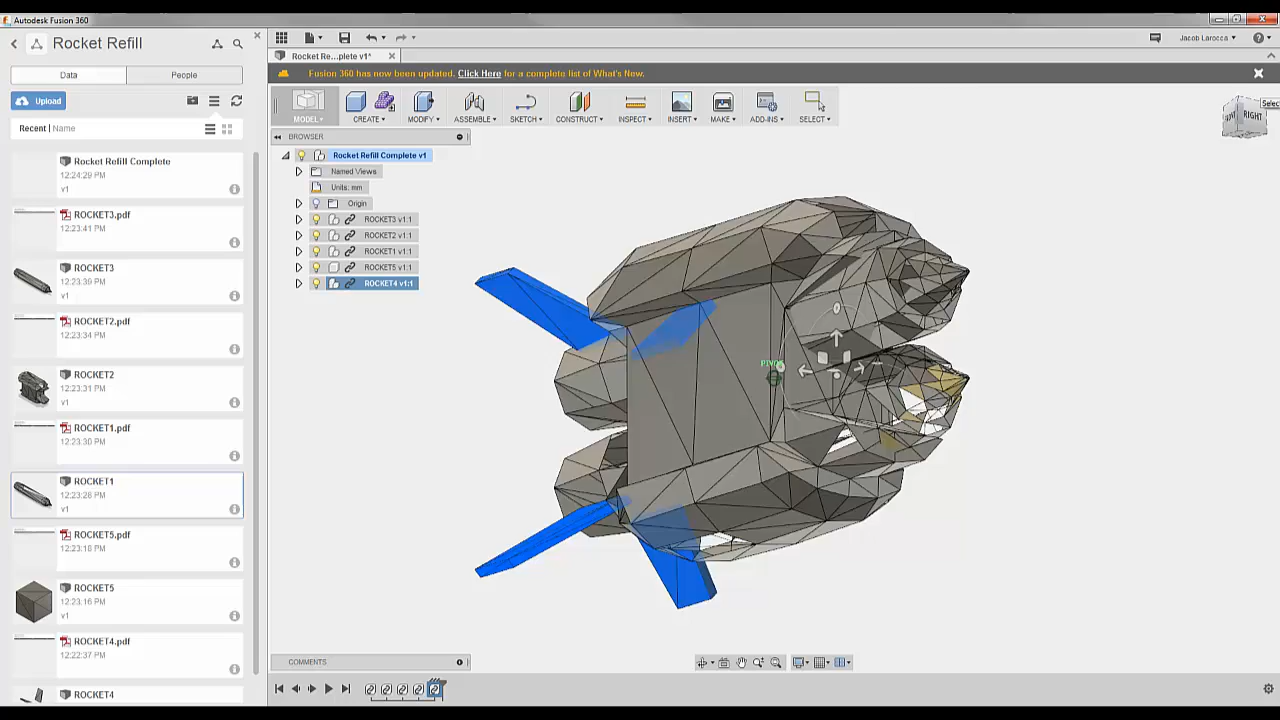 Autodesk Fusion 360
Rocket Refill
Data
People
Upload
Recent | Name
Rocket Refill Complete
12:24:29 PM
v1
ROCKET3.pdf
12:23:41 PM
ROCKET3
12:23:39 PM
v1
ROCKET2.pdf
12:23:34 PM
ROCKET2
12:23:31 PM
v1
ROCKET1.pdf
12:23:30 PM
ROCKET1
12:23:26 PM
v1
ROCKET5.pdf
12:23:18 PM
ROCKET5
12:23:16 PM
v1
ROCKET4.pdf
12:22:37 PM
ROCKET4
Rocket Re...plete v1*
Jacob Larocca
Fusion 360 has now been updated. Click Here for a complete list of What's New.
MODEL
CREATE
MODIFY
ASSEMBLE
SKETCH
CONSTRUCT
INSPECT
INSERT
MAKE
ADD-INS
SELECT
Selec
RIGHT
BROWSER
Rocket Refill Complete v1
Named Views
Units: mm
Origin
ROCKET3 v1:1
ROCKET2 v1:1
ROCKET1 v1:1
ROCKET5 v1:1
ROCKET4 v1:1
COMMENTS